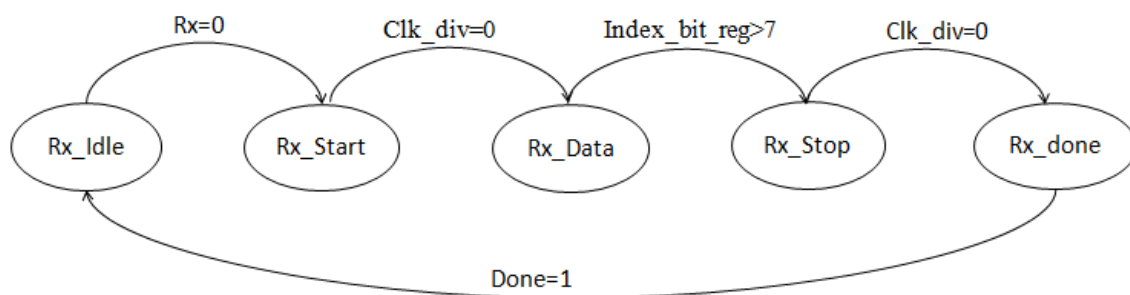 Rx=0
Clk_div=0
Index_bit_reg>7
Clk_div=0
Rx_Idle
Rx_Start
Rx_Data
Rx_Stop
Rx_done
Done=1